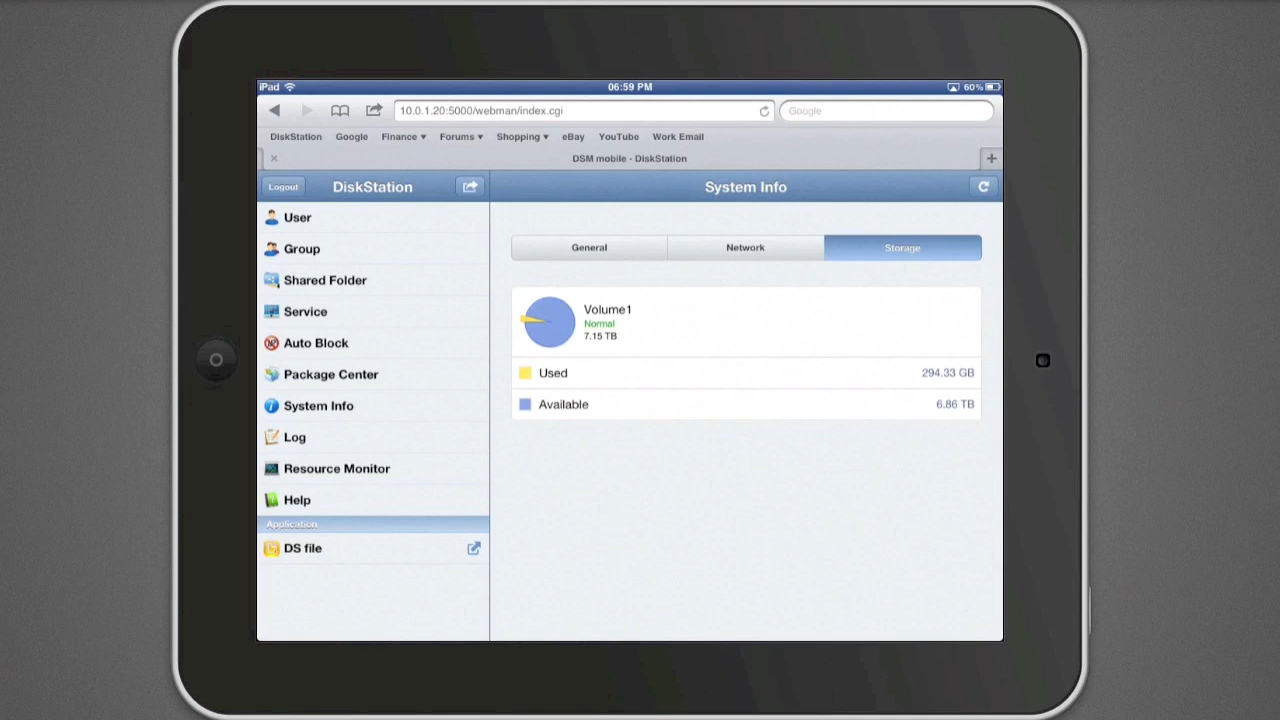 iPad 06:59 PM 60%
10.0.1.20:5000/webman/index.cgi Google
DiskStation Google Finance Forums Shopping eBay YouTube Work Email
DSM mobile - DiskStation
Logout DiskStation System Info
User
Group
Shared Folder
Service
Auto Block
Package Center
System Info
Log
Resource Monitor
Help
Application
DS file
General Network Storage
Volume1
Normal
7.15 TB
Used 294.33 GB
Available 6.86 TB